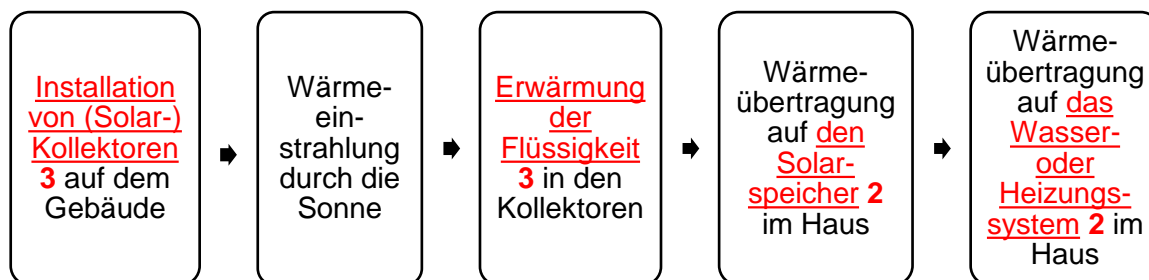 Installation
von (Solar-)
Kollektoren
3 auf dem
Gebäude
Wärme-
ein-
strahlung
durch die
Sonne
Erwärmung
der
Flüssigkeit
3 in den
Kollektoren
Wärme-
übertragung
auf den
Solar-
speicher 2
im Haus
Wärme-
übertragung
auf das
Wasser-
oder
Heizungs-
system 2 im
Haus